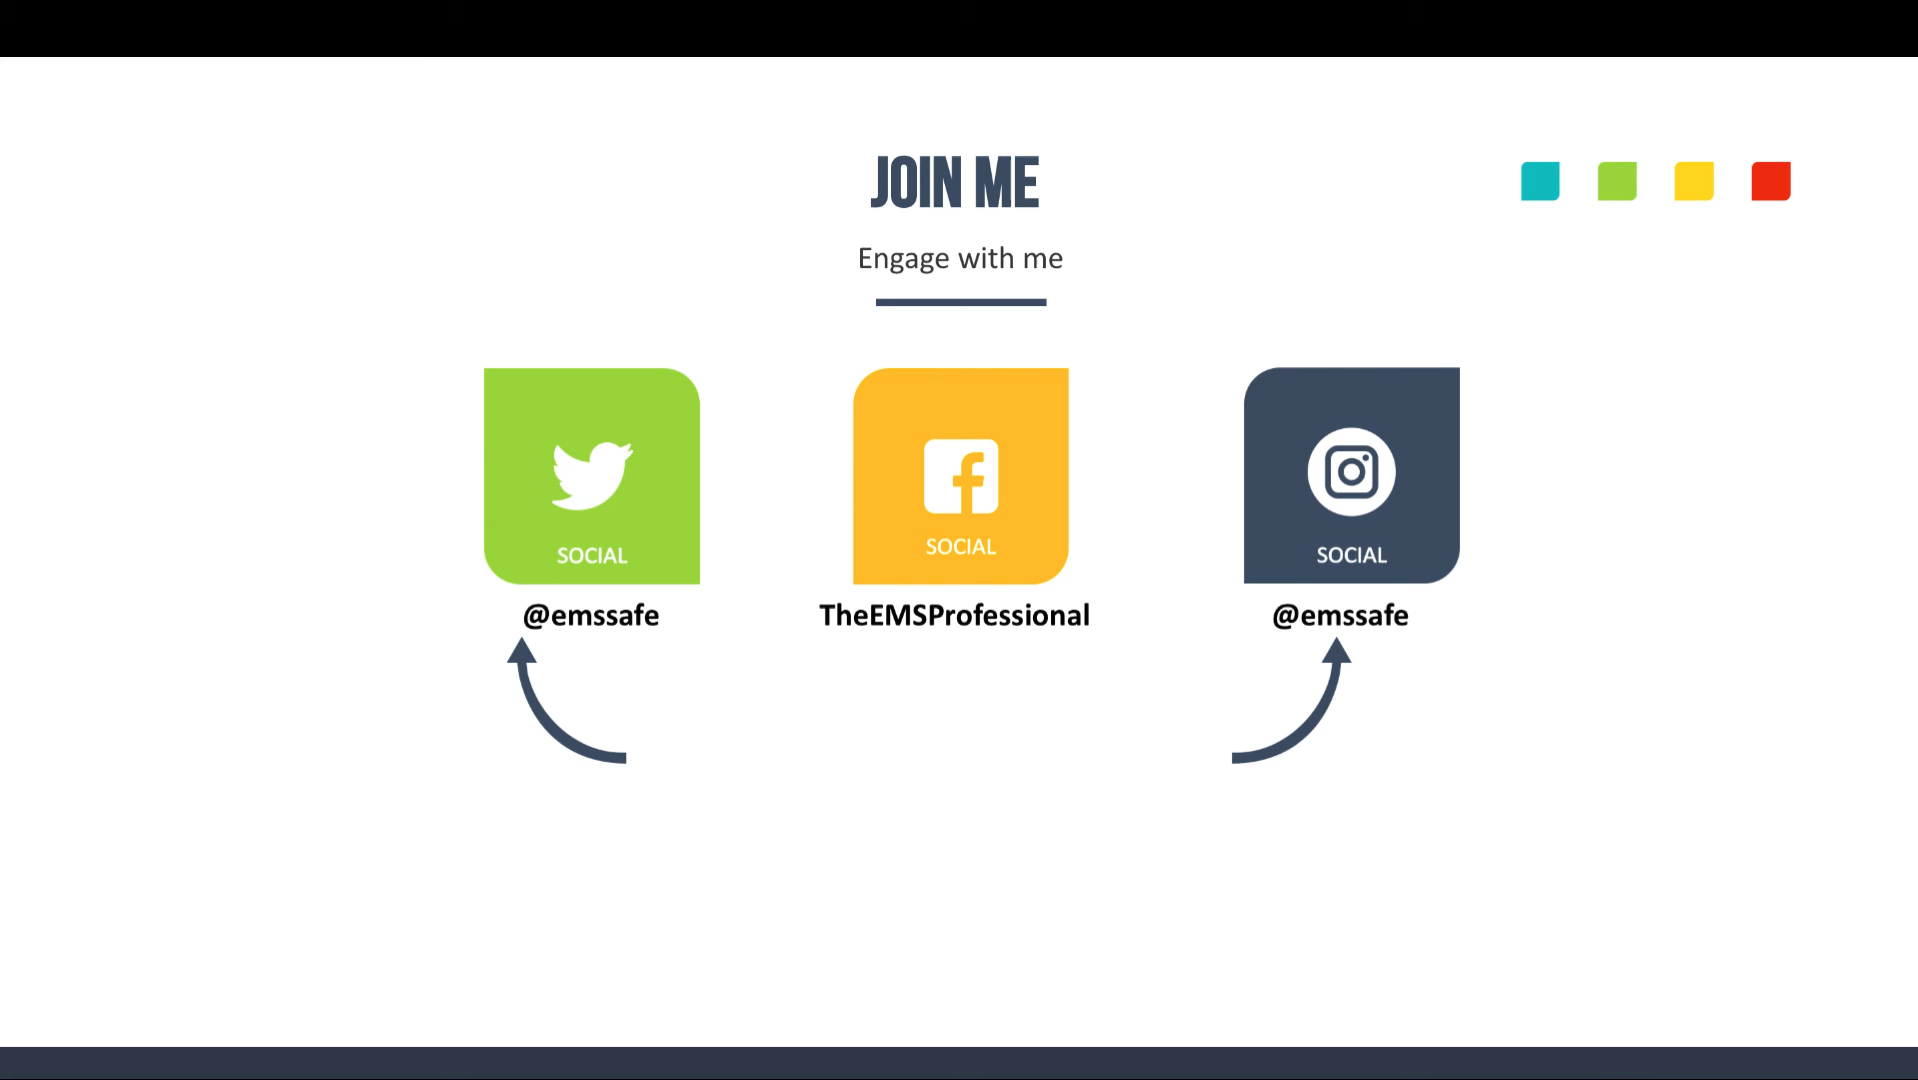 JOIN ME
Engage with me
SOCIAL
SOCIAL
SOCIAL
@emssafe
TheEMSProfessional
@emssafe